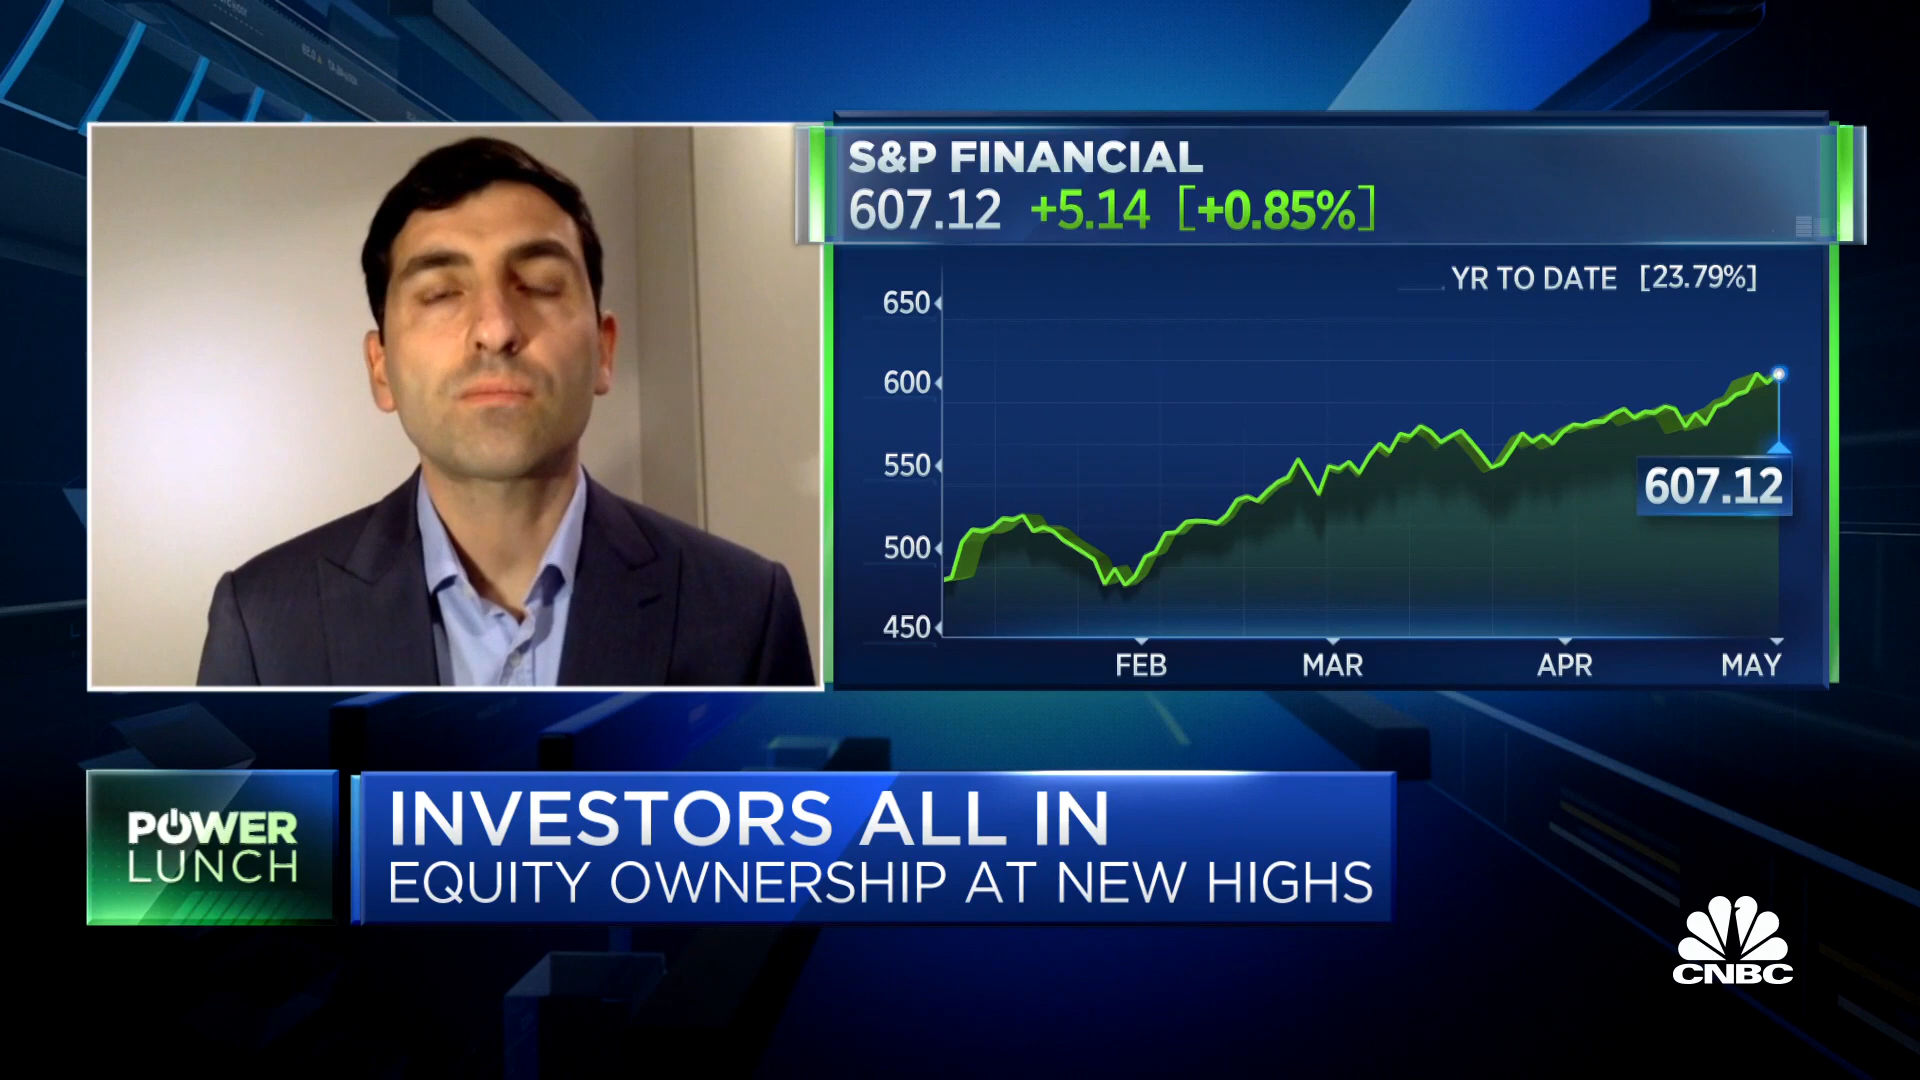 S&P FINANCIAL
607.12 +5.14 [+0.85%]
YR TO DATE [23.79%]
650
600
550
500
450
607.12
FEB MAR APR MAY
POWER
LUNCH
INVESTORS ALL IN
EQUITY OWNERSHIP AT NEW HIGHS
CNBC